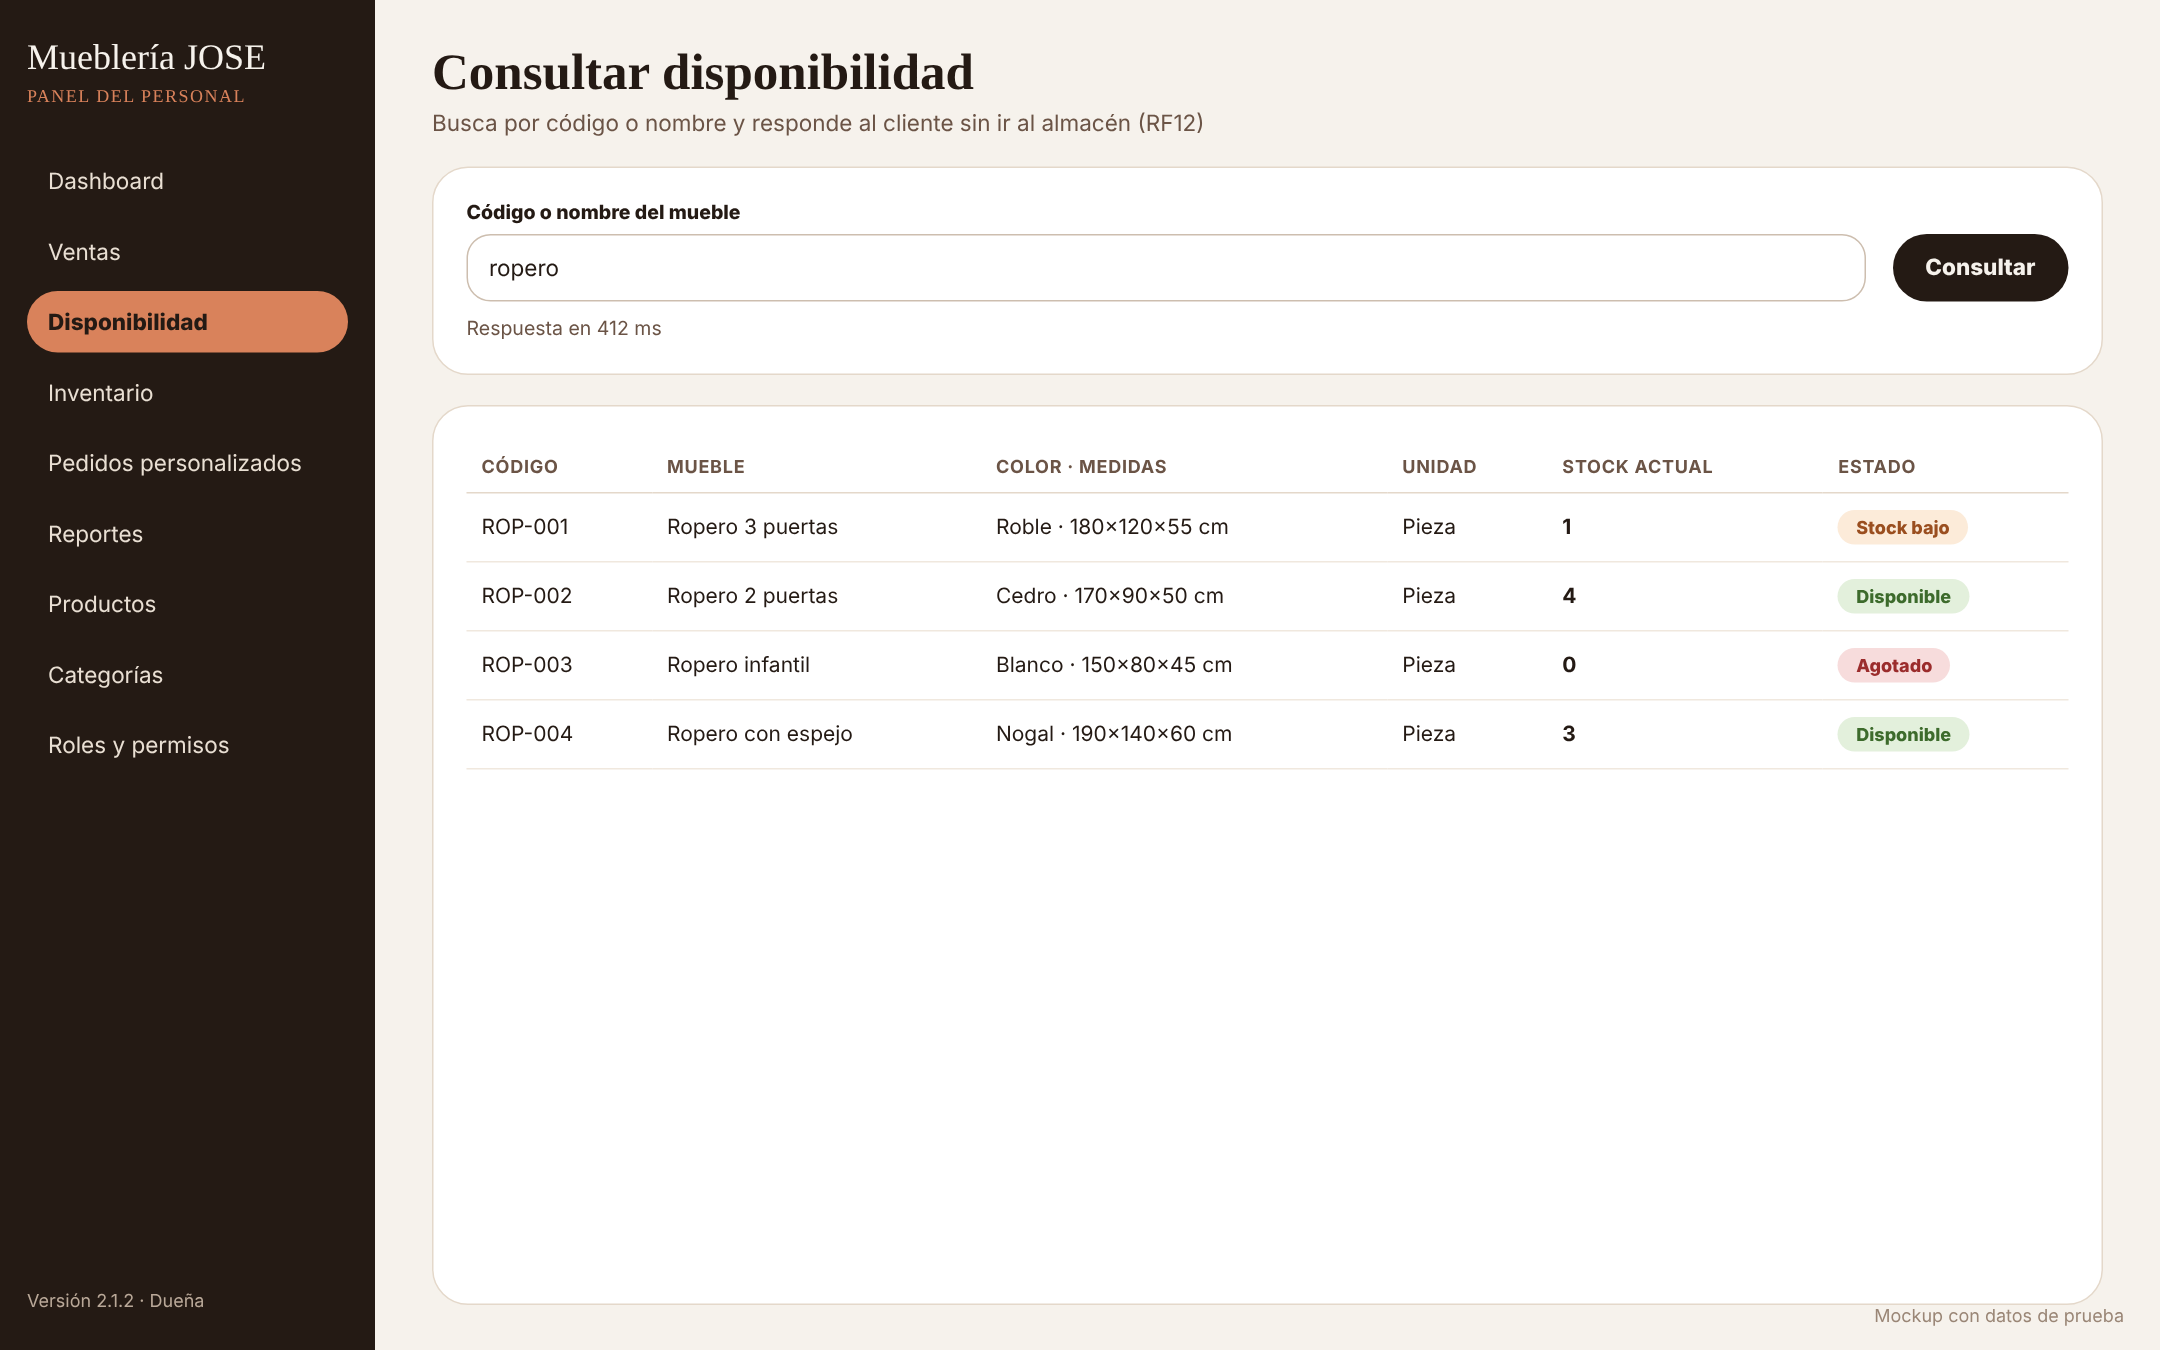 Mueblería JOSE
PANEL DEL PERSONAL
Dashboard
Ventas
Disponibilidad
Inventario
Pedidos personalizados
Reportes
Productos
Categorías
Roles y permisos
Versión 2.1.2 · Dueña
Consultar disponibilidad
Busca por código o nombre y responde al cliente sin ir al almacén (RF12)
Código o nombre del mueble
ropero
Consultar
Respuesta en 412 ms
CÓDIGO MUEBLE COLOR · MEDIDAS UNIDAD STOCK ACTUAL ESTADO
ROP-001 Ropero 3 puertas Roble · 180×120×55 cm Pieza 1 Stock bajo
ROP-002 Ropero 2 puertas Cedro · 170×90×50 cm Pieza 4 Disponible
ROP-003 Ropero infantil Blanco · 150×80×45 cm Pieza 0 Agotado
ROP-004 Ropero con espejo Nogal · 190×140×60 cm Pieza 3 Disponible
Mockup con datos de prueba